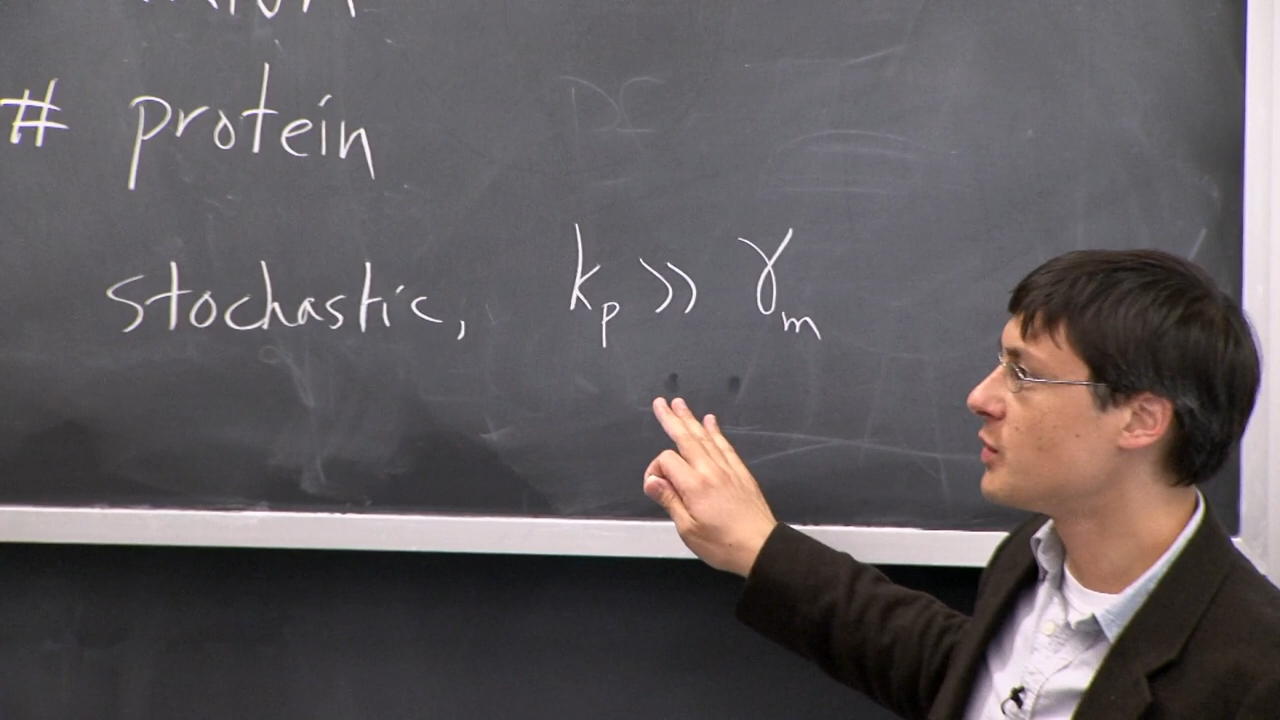 # protein
stochastic, kₚ >> γₘ